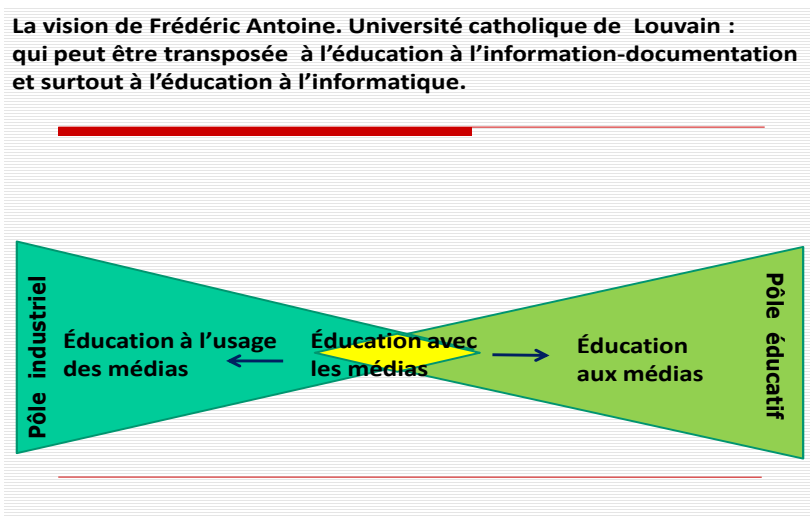 La vision de Frédéric Antoine. Université catholique de Louvain :
qui peut être transposée à l'éducation à l'information-documentation
et surtout à l'éducation à l'informatique.
Pôle industriel
Éducation à l'usage
des médias
Éducation avec
les médias
Éducation
aux médias
Pôle éducatif